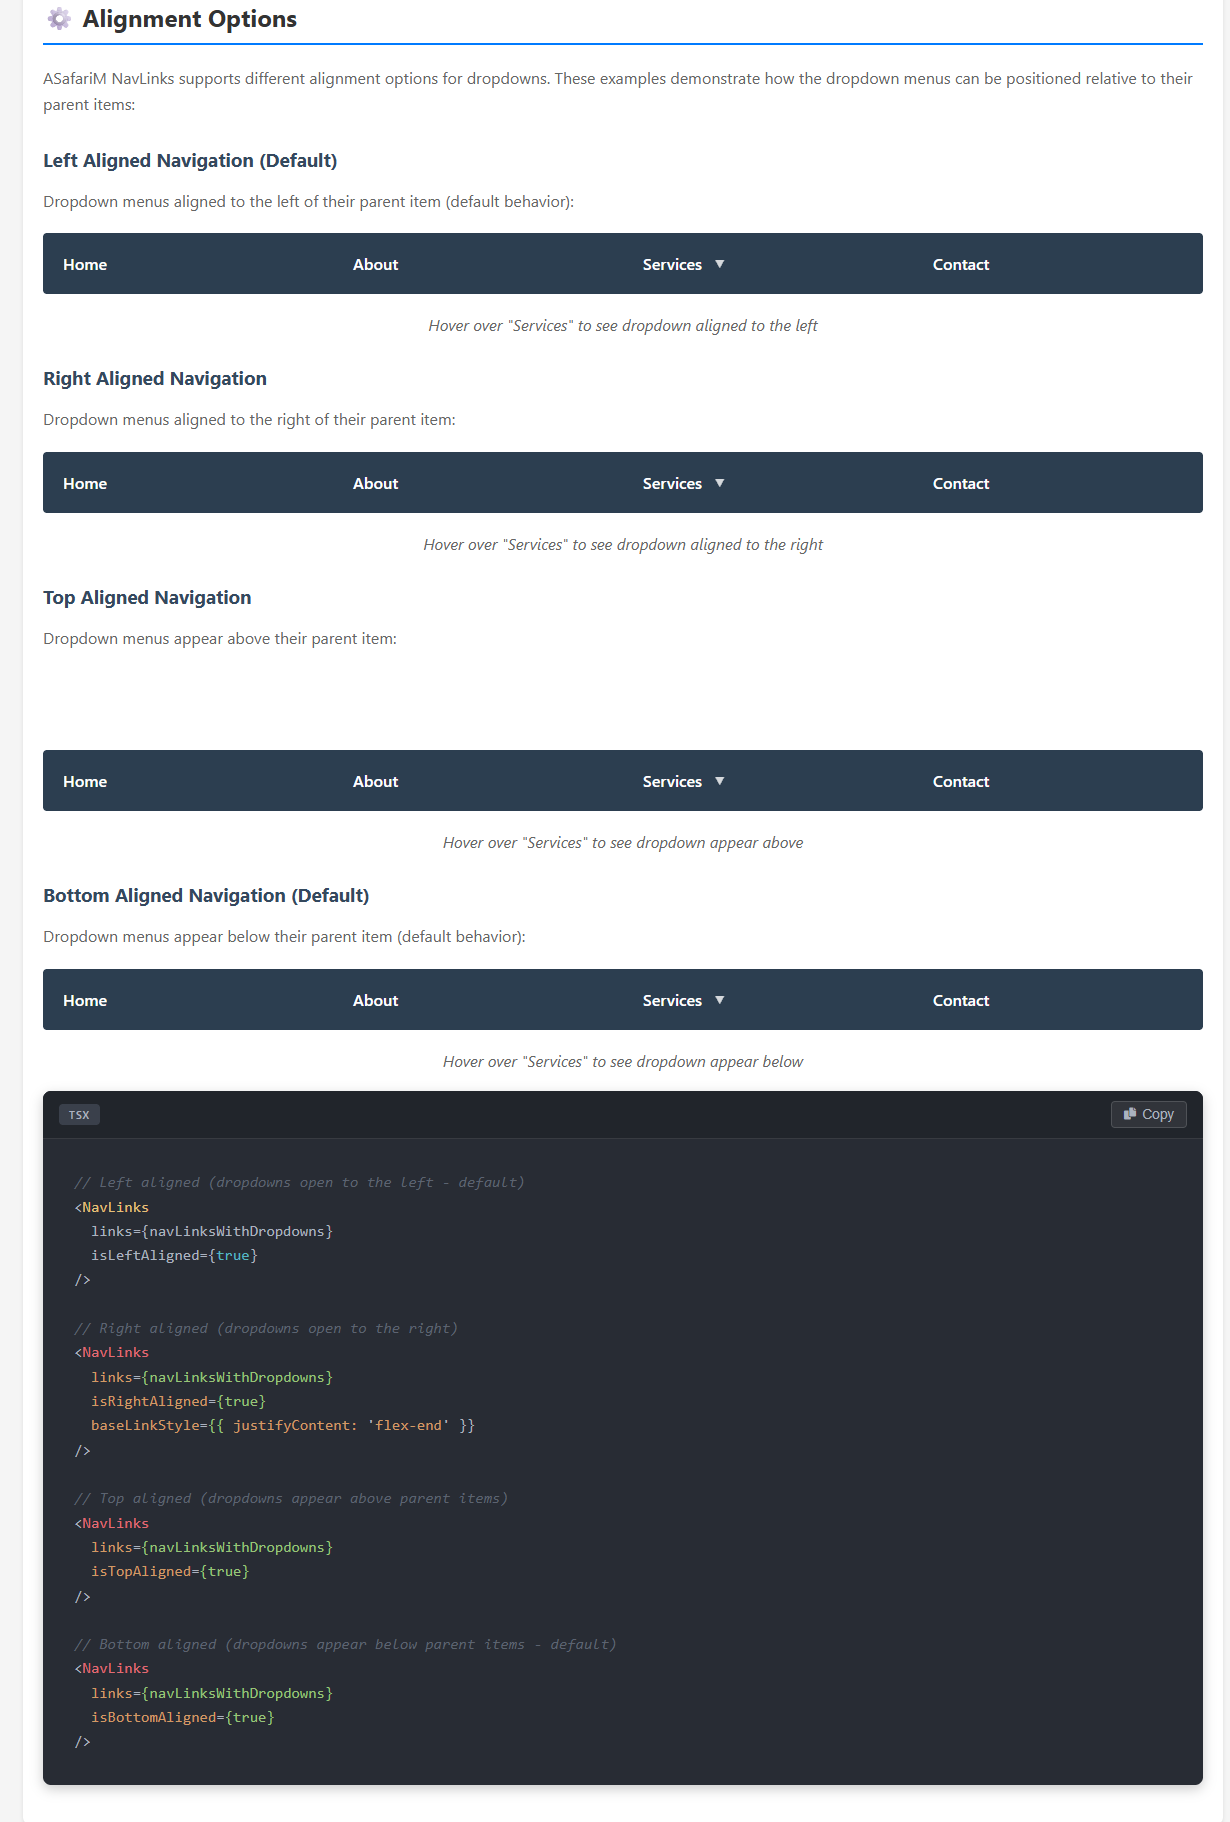 Alignment Options
ASafariM NavLinks supports different alignment options for dropdowns. These examples demonstrate how the dropdown menus can be positioned relative to their
parent items:
Left Aligned Navigation (Default)
Dropdown menus aligned to the left of their parent item (default behavior):
Home About Services ▼ Contact
Hover over "Services" to see dropdown aligned to the left
Right Aligned Navigation
Dropdown menus aligned to the right of their parent item:
Home About Services ▼ Contact
Hover over "Services" to see dropdown aligned to the right
Top Aligned Navigation
Dropdown menus appear above their parent item:
Home About Services ▼ Contact
Hover over "Services" to see dropdown appear above
Bottom Aligned Navigation (Default)
Dropdown menus appear below their parent item (default behavior):
Home About Services ▼ Contact
Hover over "Services" to see dropdown appear below
TSX Copy
// Left aligned (dropdowns open to the left - default)
<NavLinks
  links={navLinksWithDropdowns}
  isLeftAligned={true}
/>
// Right aligned (dropdowns open to the right)
<NavLinks
  links={navLinksWithDropdowns}
  isRightAligned={true}
  baseLinkStyle={{ justifyContent: 'flex-end' }}
/>
// Top aligned (dropdowns appear above parent items)
<NavLinks
  links={navLinksWithDropdowns}
  isTopAligned={true}
/>
// Bottom aligned (dropdowns appear below parent items - default)
<NavLinks
  links={navLinksWithDropdowns}
  isBottomAligned={true}
/>